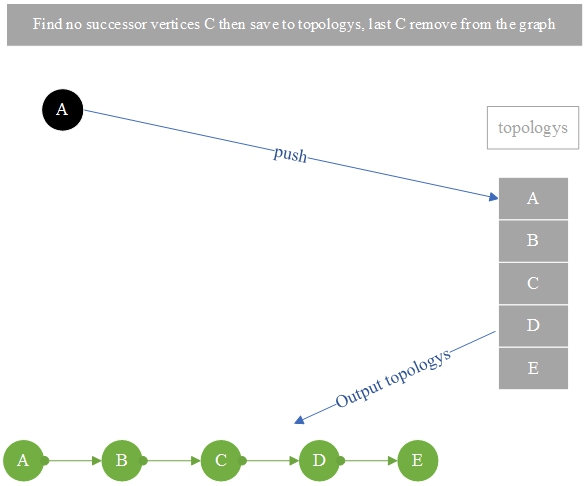 Find no successor vertices C then save to topologys, last C remove from the graph
A
topologys
push
A
B
C
D
E
Output topologys
A
B
C
D
E